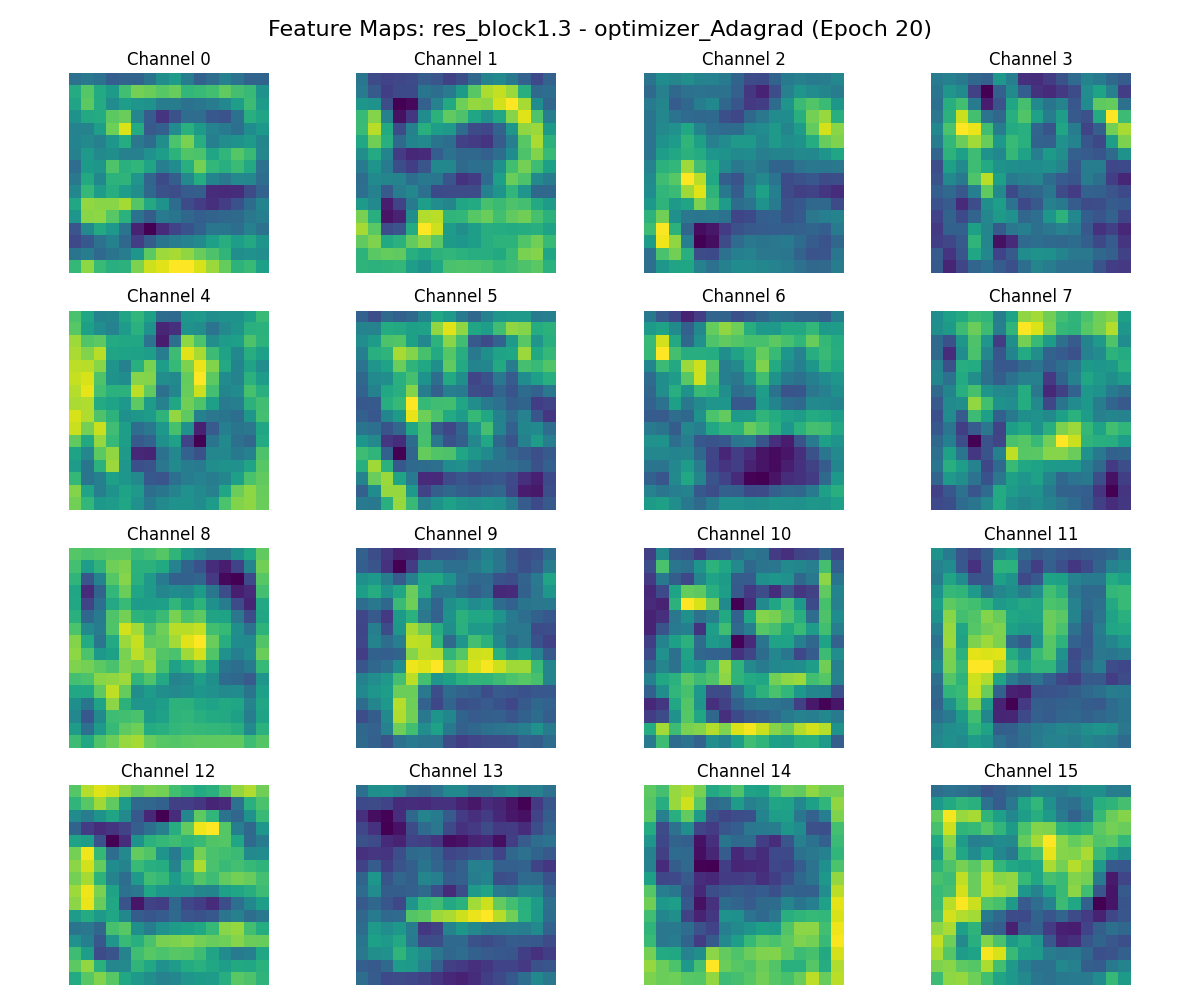 Feature Maps: res_block1.3 - optimizer_Adagrad (Epoch 20)
Channel 0
Channel 1
Channel 2
Channel 3
Channel 4
Channel 5
Channel 6
Channel 7
Channel 8
Channel 9
Channel 10
Channel 11
Channel 12
Channel 13
Channel 14
Channel 15